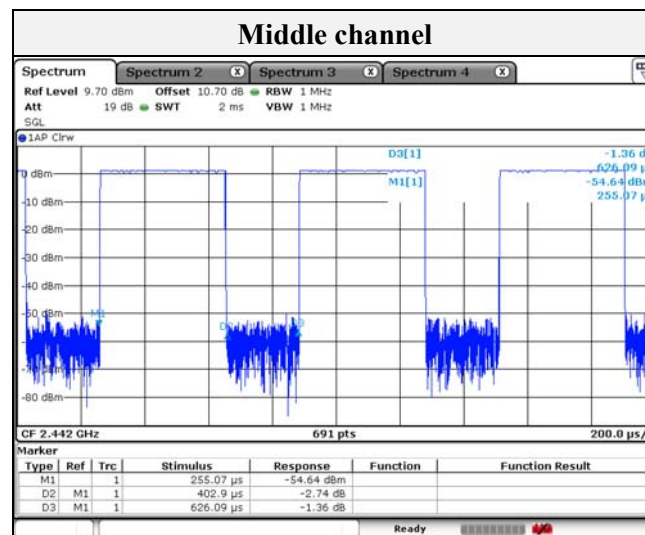 Middle channel
Spectrum Spectrum 2 X Spectrum 3 X Spectrum 4 X
Ref Level 9.70 dBm Offset 10.70 dB RBW 1 MHz
Att 19 dB SWT 2 ms VBW 1 MHz
SGL
1AP Clrw
D3[1] -1.36 d
626.09 µ
0 dBm
M1[1] -54.64 dBm
255.07 µ
-10 dBm
-20 dBm
-30 dBm
-40 dBm
-50 dBm
M1
-80 dBm
CF 2.442 GHz 691 pts 200.0 µs/
Marker
Type Ref Trc Stimulus Response Function Function Result
M1 1 255.07 µs -54.64 dBm
D2 M1 1 402.9 µs -2.74 dB
D3 M1 1 626.09 µs -1.36 dB
Ready